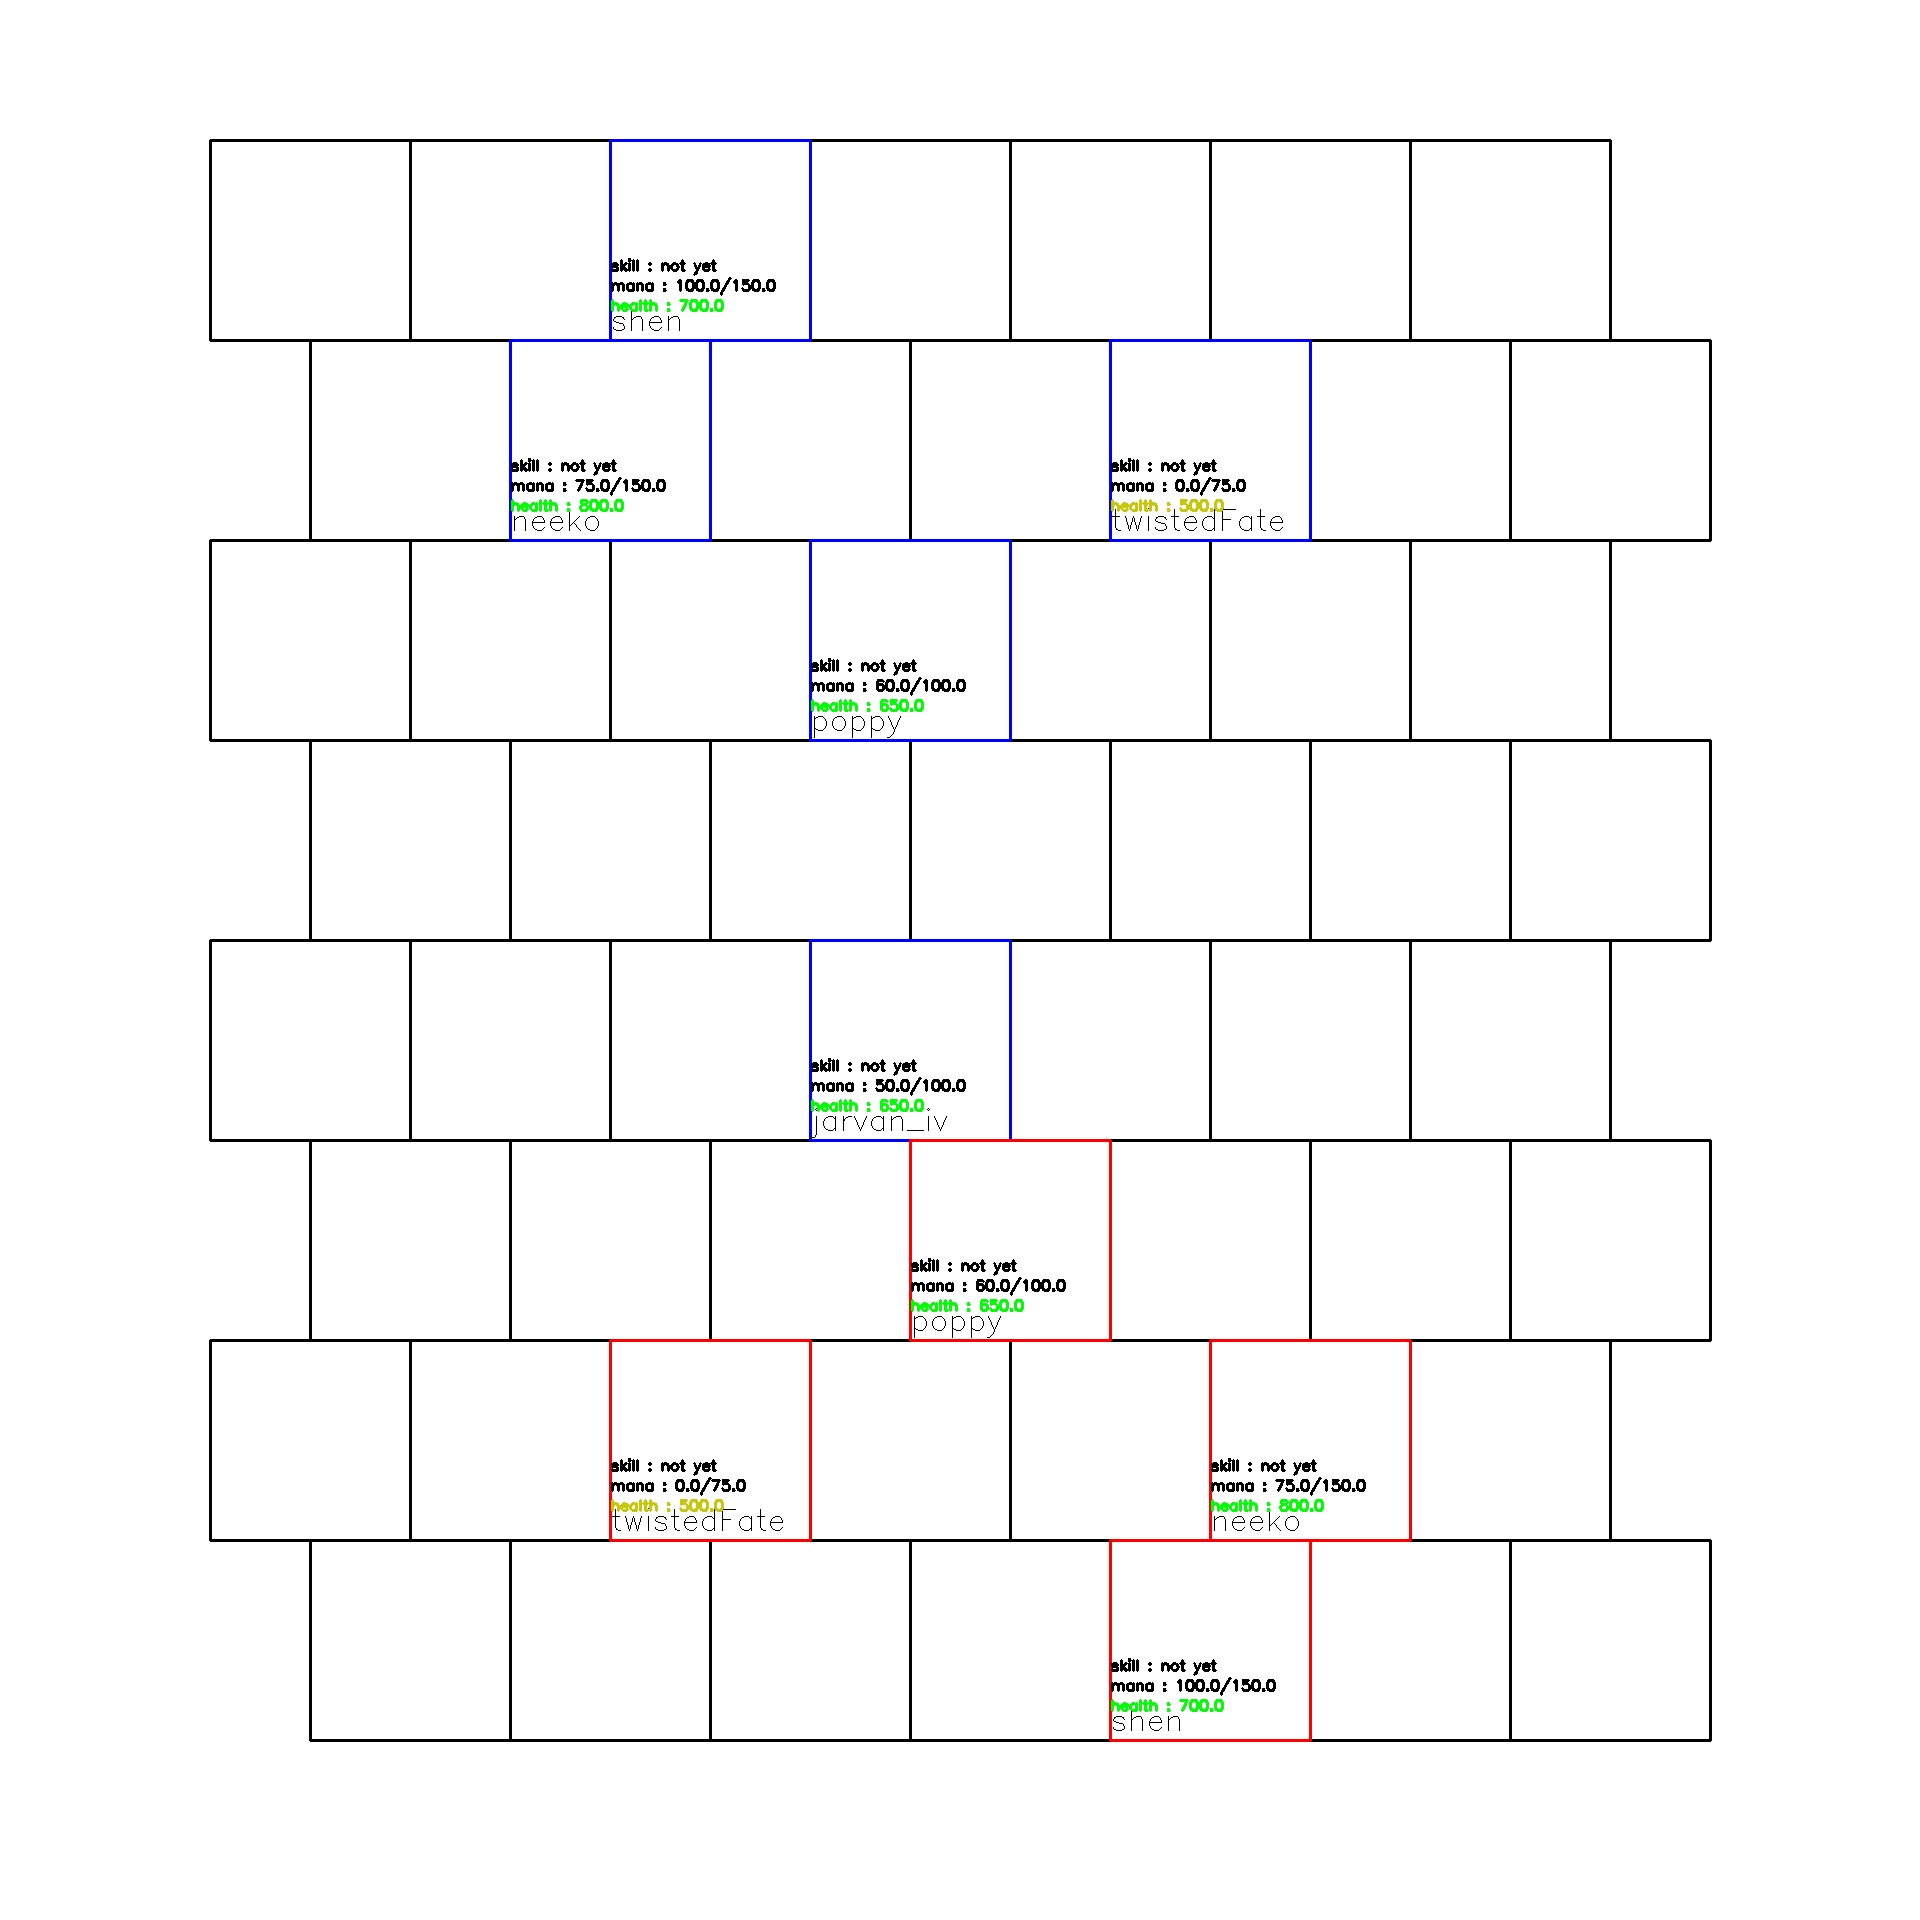 skill : not yet
mana : 100.0/150.0
health : 700.0
shen
skill : not yet
mana : 75.0/150.0
health : 800.0
neeko
skill : not yet
mana : 0.0/75.0
health : 500.0
twistedFate
skill : not yet
mana : 60.0/100.0
health : 650.0
poppy
skill : not yet
mana : 50.0/100.0
health : 650.0
jarvan_iv
skill : not yet
mana : 60.0/100.0
health : 650.0
poppy
skill : not yet
mana : 0.0/75.0
health : 500.0
twistedFate
skill : not yet
mana : 75.0/150.0
health : 800.0
neeko
skill : not yet
mana : 100.0/150.0
health : 700.0
shen